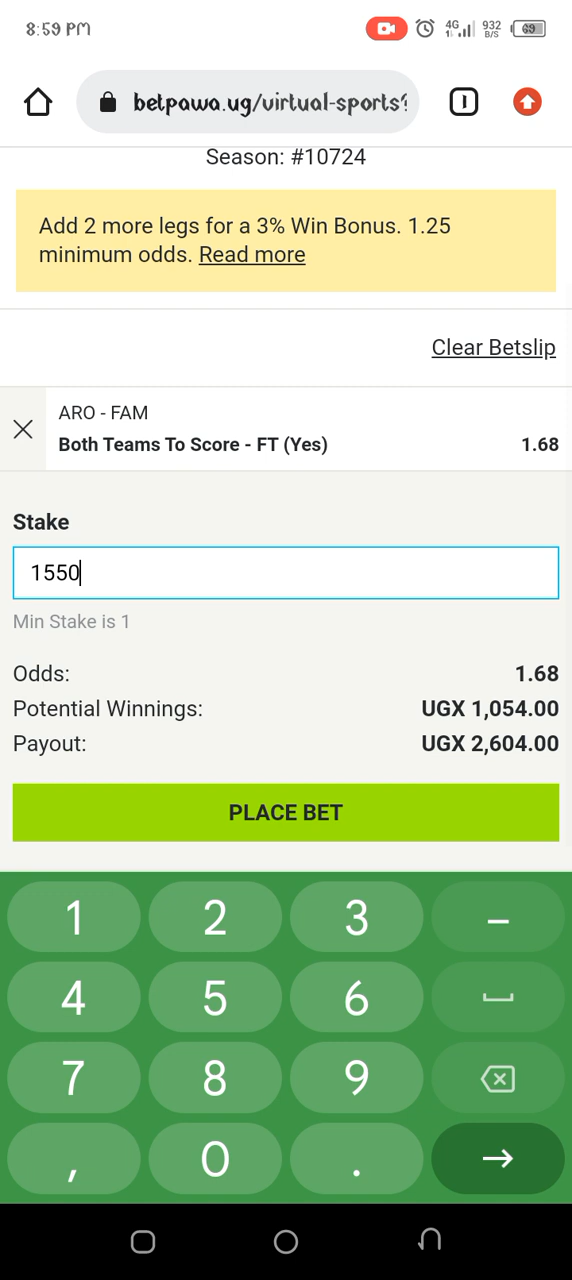 8:59 PM
4G
932
B/S
69
betpawa.ug/virtual-sports?
Season: #10724
Add 2 more legs for a 3% Win Bonus. 1.25
minimum odds. Read more
Clear Betslip
ARO - FAM
Both Teams To Score - FT (Yes) 1.68
Stake
1550
Min Stake is 1
Odds: 1.68
Potential Winnings: UGX 1,054.00
Payout: UGX 2,604.00
PLACE BET
1 2 3 –
4 5 6
7 8 9
, 0 .